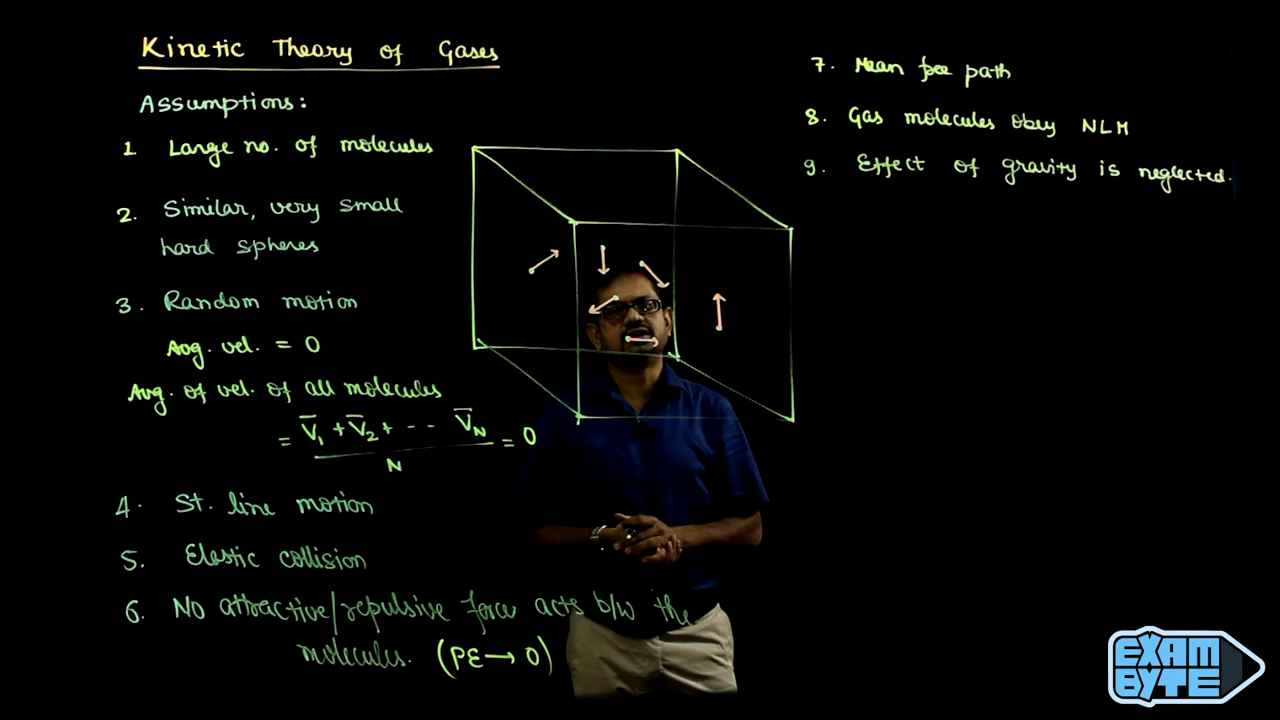 Kinetic Theory of Gases
Assumptions:
1. Large no. of molecules
2. Similar, very small
hard spheres
3. Random motion
Avg. vel. = 0
Avg. of vel. of all molecules
= V̅₁ + V̅₂ + - -- V̅N / N = 0
4. St. line motion
5. Elastic collision
6. No attractive/repulsive force acts b/w the
molecules. (PE → 0)
7. Mean free path
8. Gas molecules obey NLM
9. Effect of gravity is neglected.
EXAM
BYTE